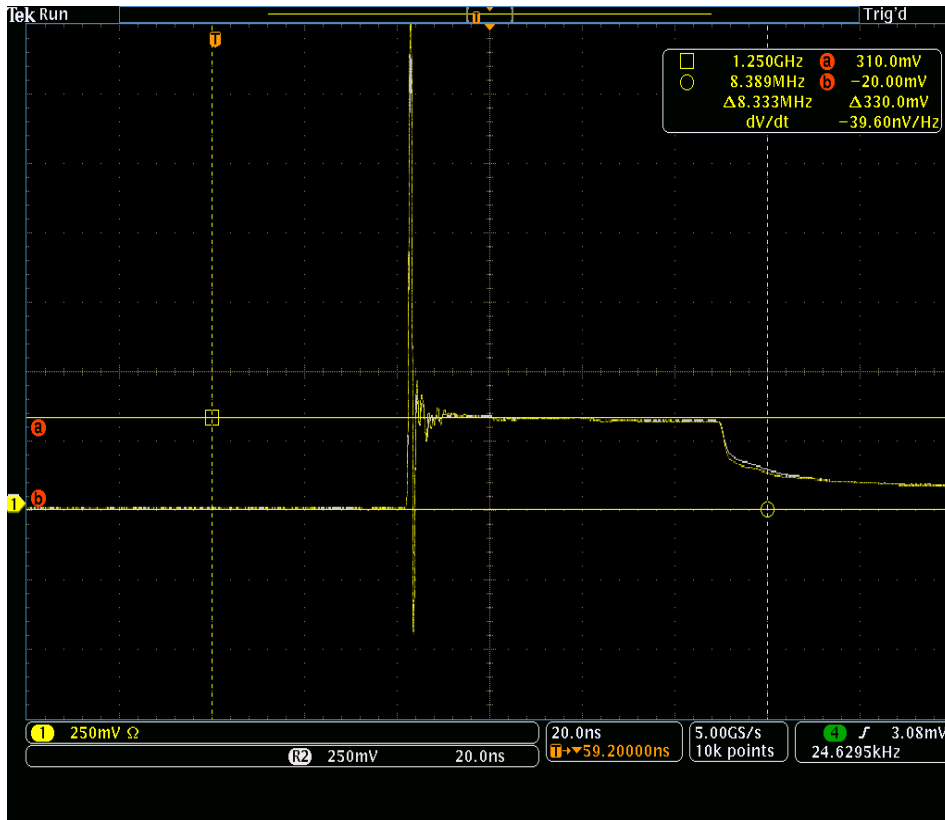 Tek Run Trig'd
T
T
1.250GHz a 310.0mV
8.389MHz b −20.00mV
Δ8.333MHz Δ330.0mV
dV/dt −39.60nV/Hz
a
b
1
1 250mV Ω
R2 250mV 20.0ns
20.0ns
T→▼59.20000ns
5.00GS/s
10k points
4 3.08mV
24.6295kHz